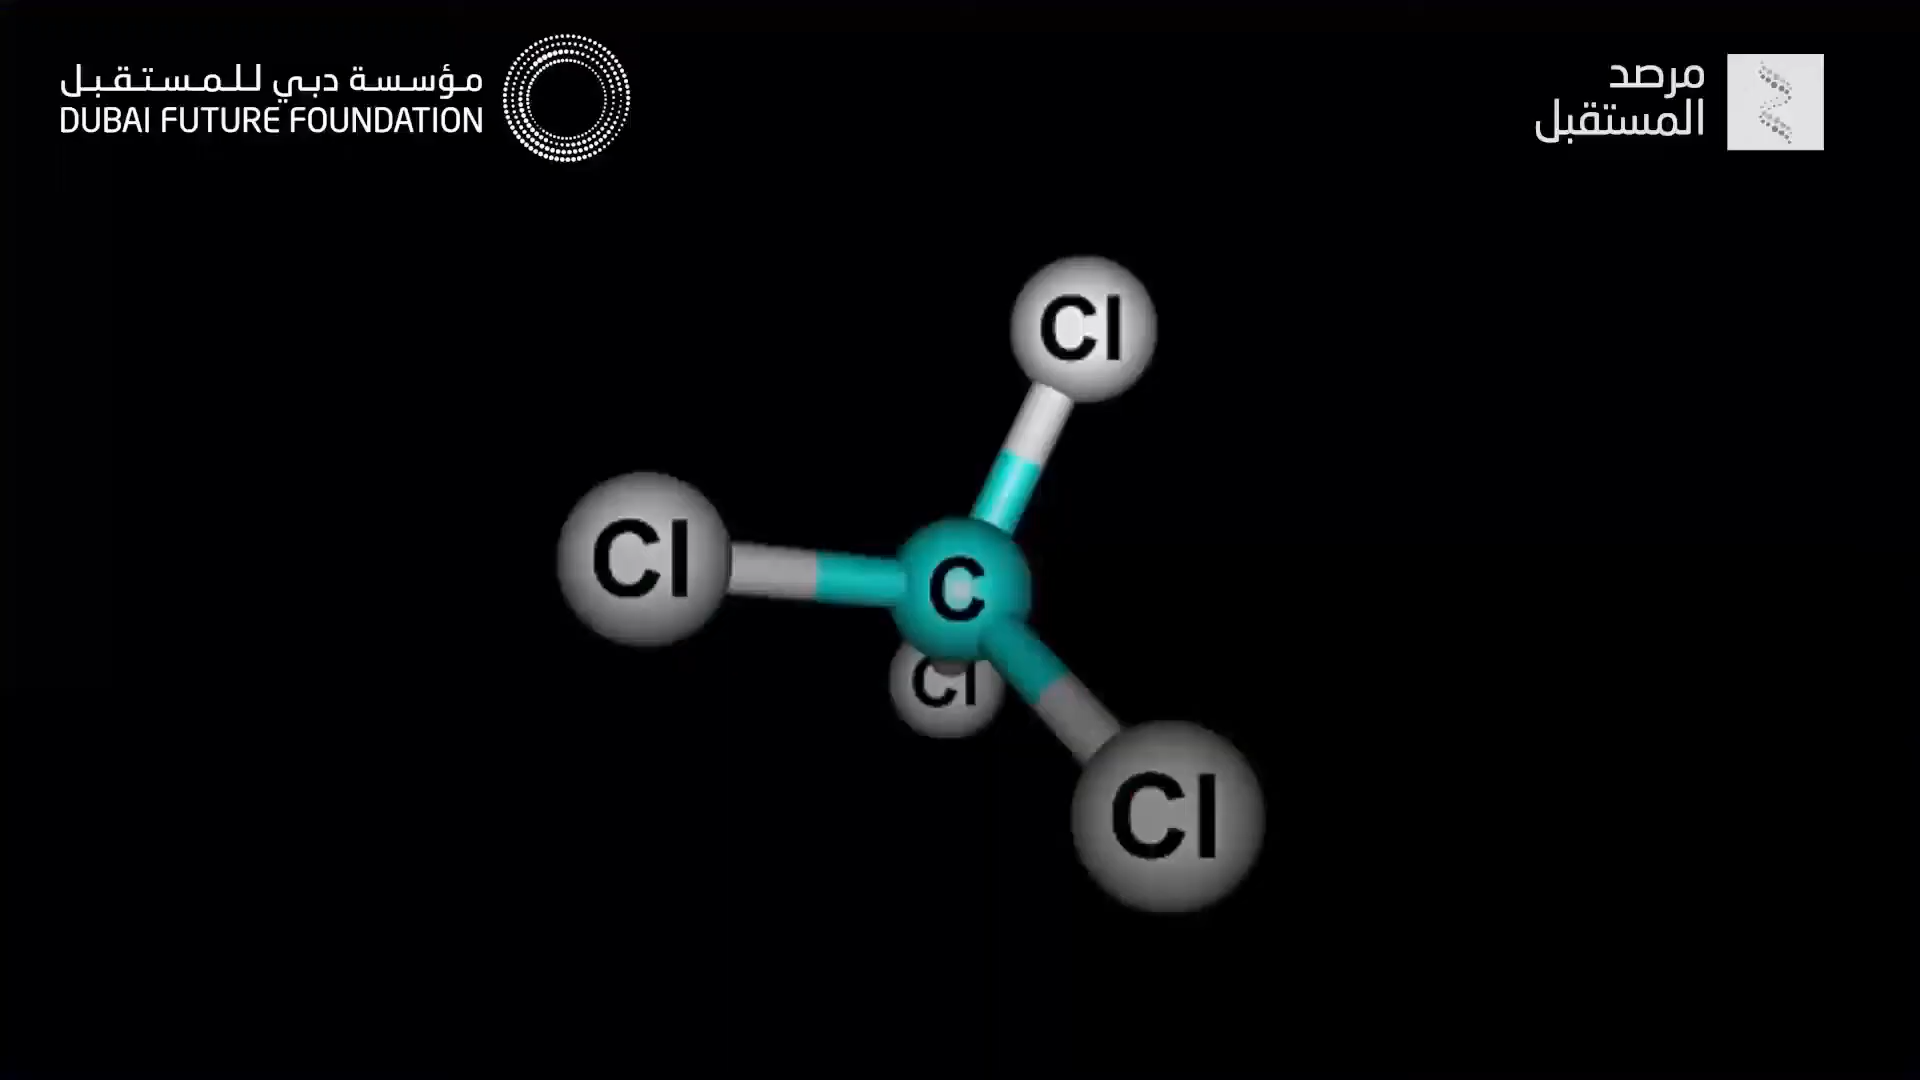 مؤسسة دبي للمستقبل
DUBAI FUTURE FOUNDATION
مرصد
المستقبل
Cl
Cl
C
Cl
Cl